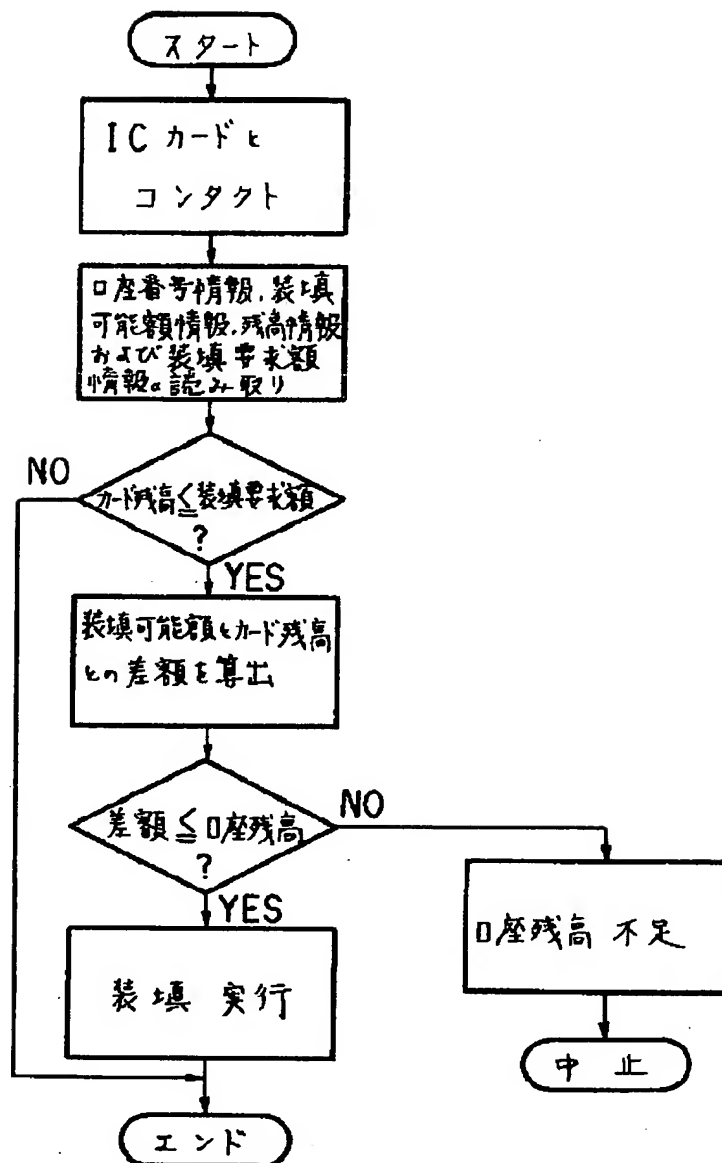 スタート
ICカードと
コンタクト
口座番号情報、装填
可能額情報、残高情報
および装填要求額
情報の読み取り
NO
カード残高≦装填要求額
?
YES
装填可能額とカード残高
との差額を算出
NO
差額≦口座残高
?
YES
口座残高 不足
装填 実行
中 止
エンド